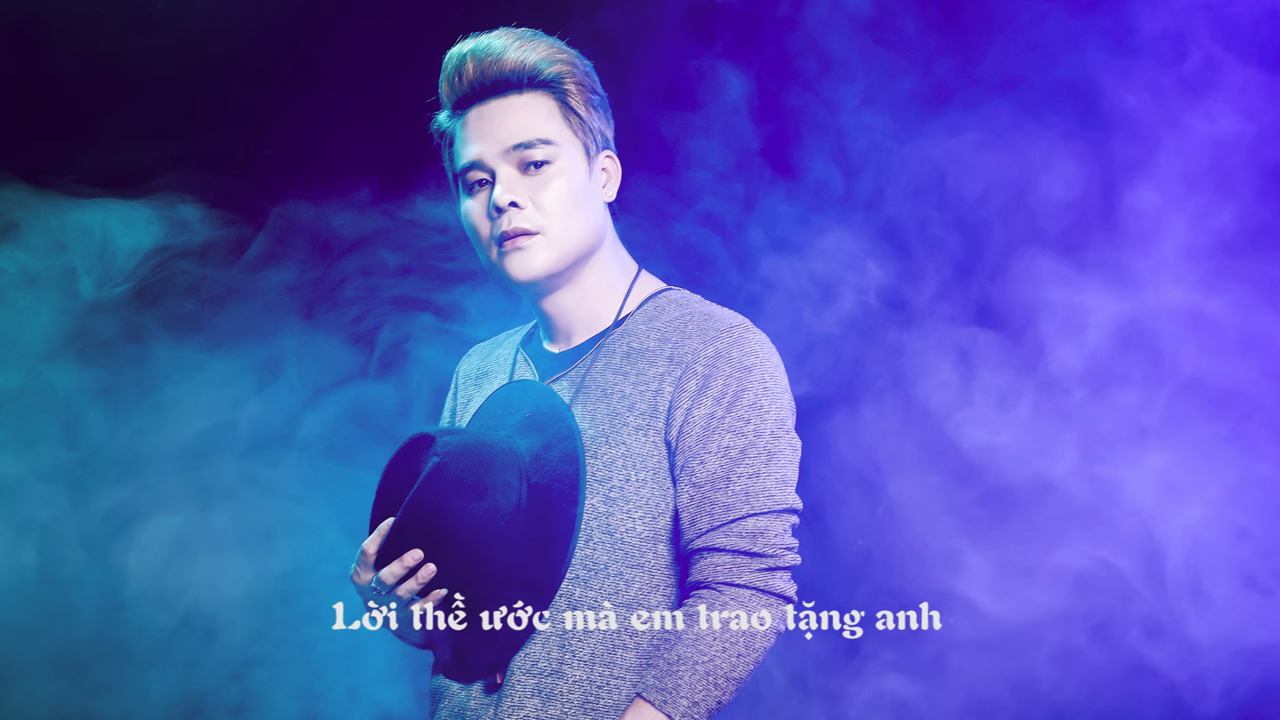 Lời thề ước mà em trao tặng anh